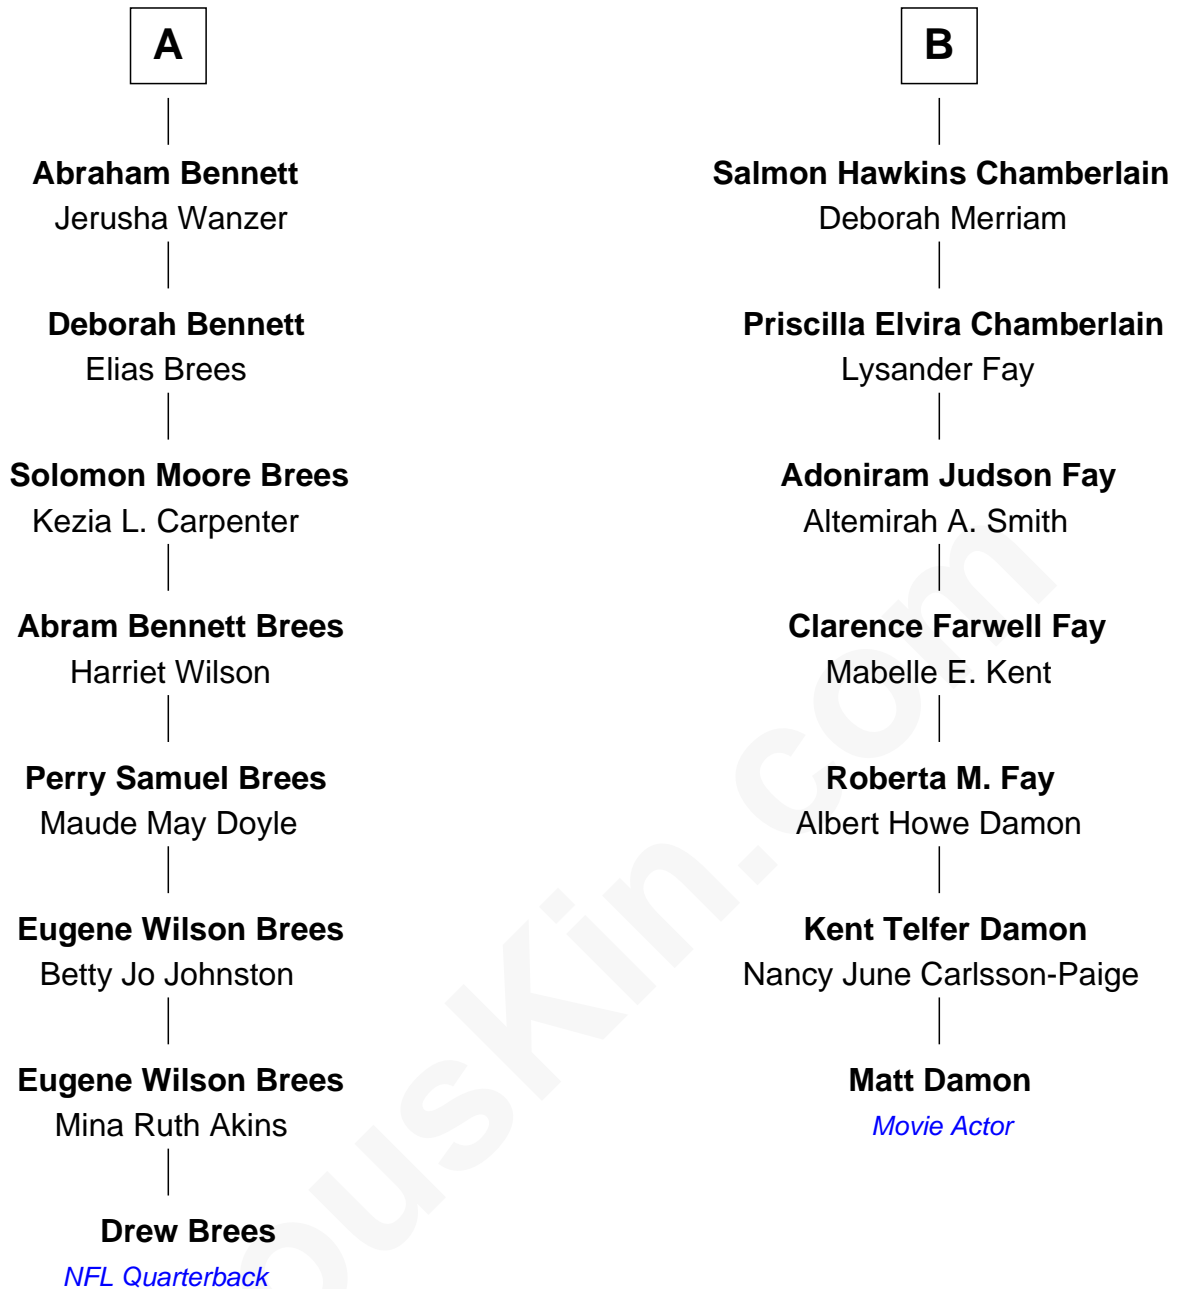 A
Abraham Bennett
Jerusha Wanzer
Deborah Bennett
Elias Brees
Solomon Moore Brees
Kezia L. Carpenter
Abram Bennett Brees
Harriet Wilson
Perry Samuel Brees
Maude May Doyle
Eugene Wilson Brees
Betty Jo Johnston
Eugene Wilson Brees
Mina Ruth Akins
Drew Brees
NFL Quarterback
B
Salmon Hawkins Chamberlain
Deborah Merriam
Priscilla Elvira Chamberlain
Lysander Fay
Adoniram Judson Fay
Altemirah A. Smith
Clarence Farwell Fay
Mabelle E. Kent
Roberta M. Fay
Albert Howe Damon
Kent Telfer Damon
Nancy June Carlsson-Paige
Matt Damon
Movie Actor
ousKin.com